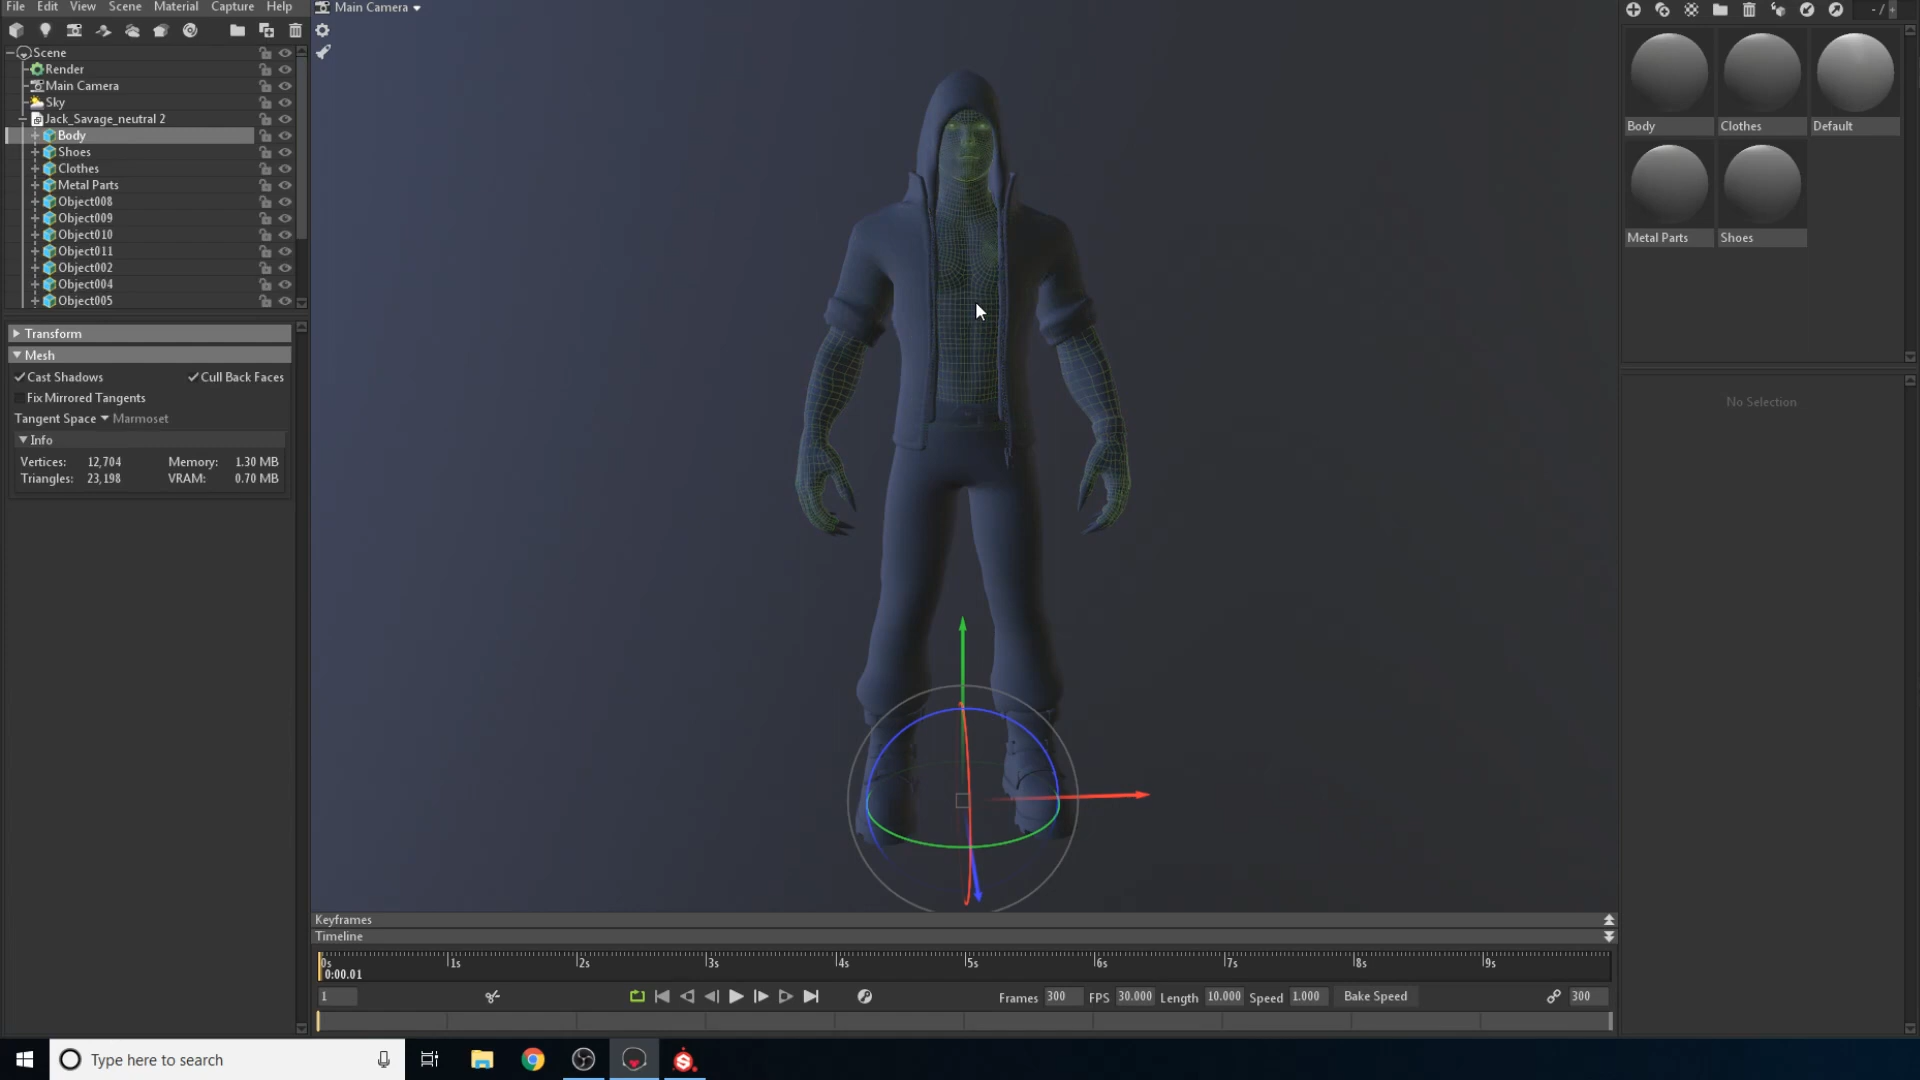 File Edit View Scene Material Capture Help
Main Camera
- /
Scene
Render
Main Camera
Sky
Jack_Savage_neutral 2
Body
Shoes
Clothes
Metal Parts
Object008
Object009
Object010
Object011
Object002
Object004
Object005
Transform
Mesh
Cast Shadows Cull Back Faces
Fix Mirrored Tangents
Tangent Space Marmoset
Info
Vertices: 12,704 Memory: 1.30 MB
Triangles: 23,198 VRAM: 0.70 MB
Body Clothes Default
Metal Parts Shoes
No Selection
Keyframes
Timeline
0s 1s 2s 3s 4s 5s 6s 7s 8s 9s
0:00.01
1 Frames 300 FPS 30.000 Length 10.000 Speed 1.000 Bake Speed 300
Type here to search